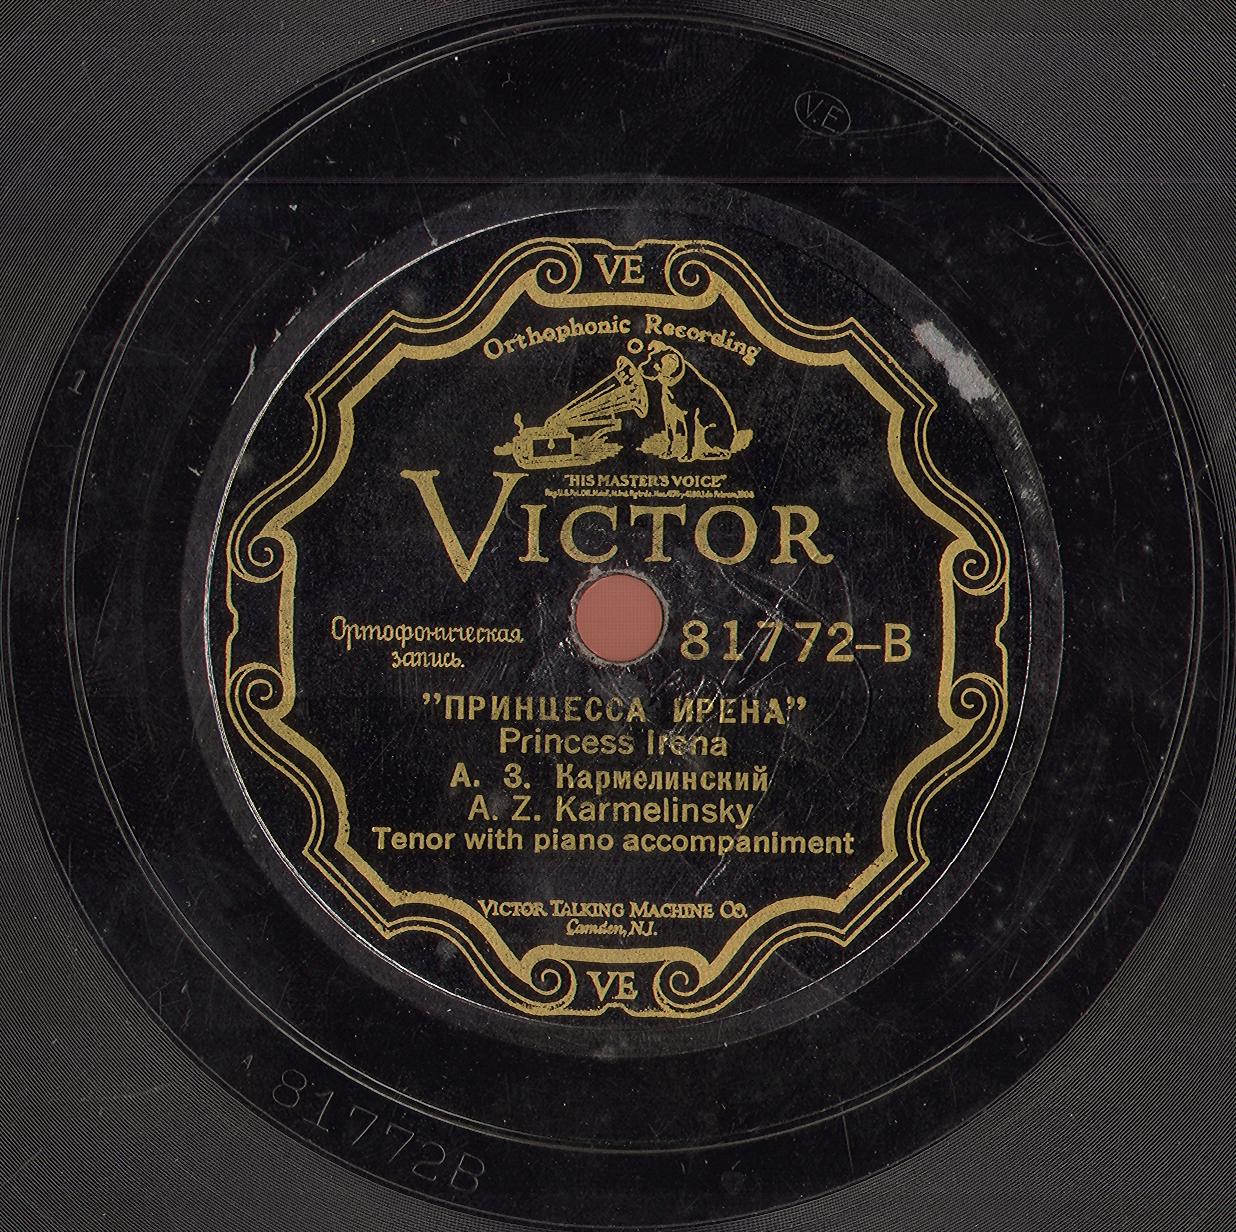 V.E
VE
Orthophonic Recording
"HIS MASTER'S VOICE"
VICTOR
Ортофоническая
запись.
81772-B
"ПРИНЦЕССА ИРЕНА"
Princess Irena
А. З. Кармелинский
A. Z. Karmelinsky
Tenor with piano accompaniment
VICTOR TALKING MACHINE CO.
Camden, N.J.
VE
A
81772B
1